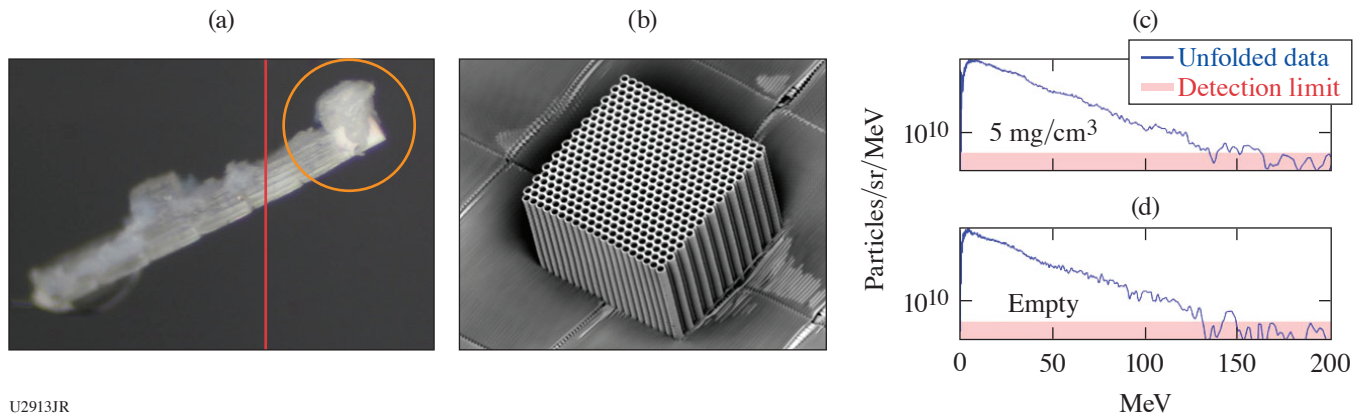 (a)
(b)
(c)
Unfolded data
Detection limit
10^10
5 mg/cm^3
(d)
10^10
Empty
Particles/sr/MeV
0 50 100 150 200
MeV
U2913JR